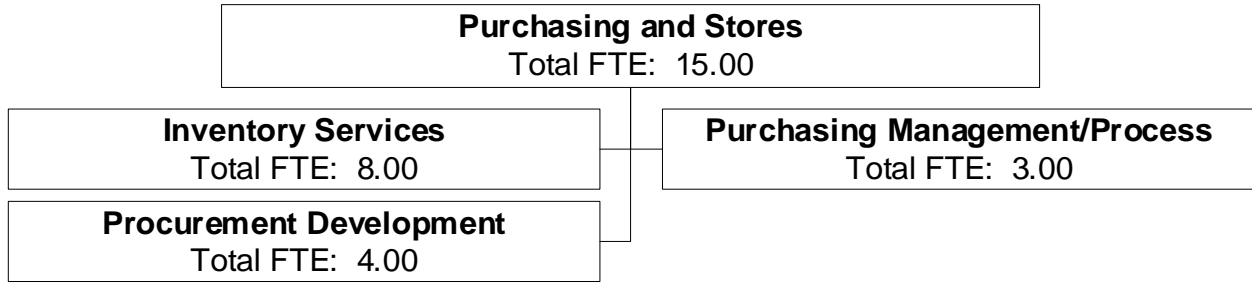 Purchasing and Stores
Total FTE: 15.00
Inventory Services
Total FTE: 8.00
Purchasing Management/Process
Total FTE: 3.00
Procurement Development
Total FTE: 4.00